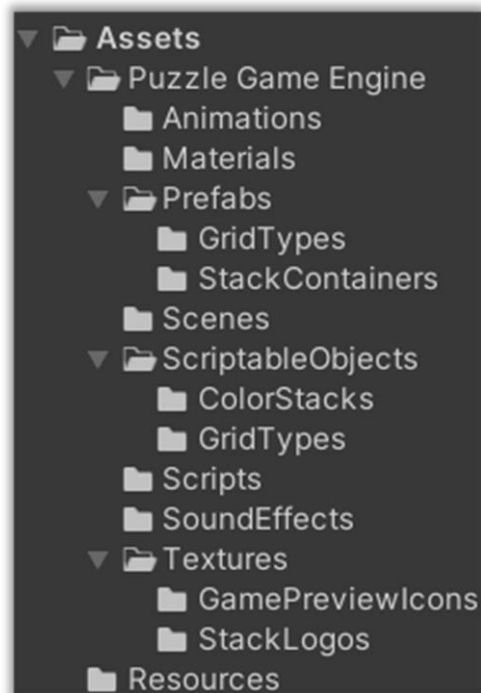 Assets
Puzzle Game Engine
Animations
Materials
Prefabs
GridTypes
StackContainers
Scenes
ScriptableObjects
ColorStacks
GridTypes
Scripts
SoundEffects
Textures
GamePreviewIcons
StackLogos
Resources